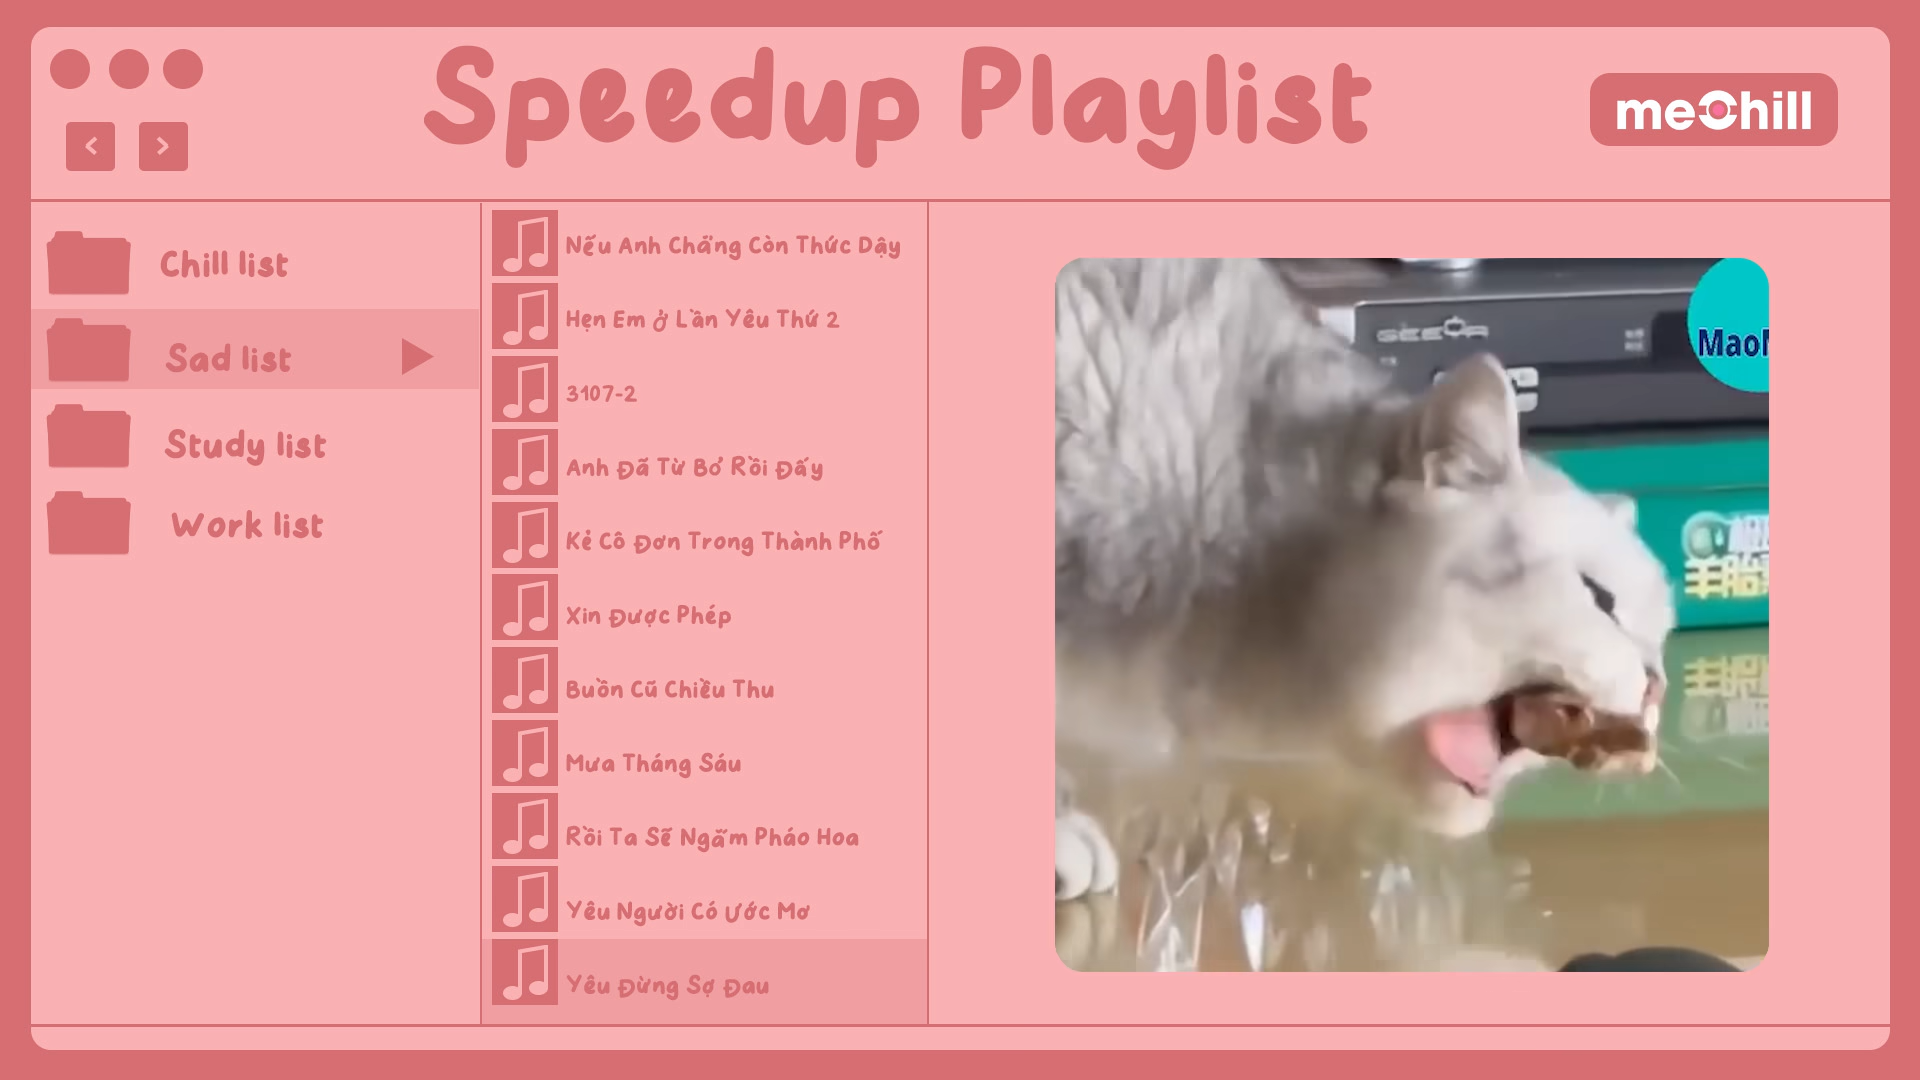 Speedup Playlist
mechill
Chill list
Sad list
Study list
Work list
Nếu Anh Chẳng Còn Thức Dậy
Hẹn Em ở Lần Yêu Thứ 2
3107-2
Anh Đã Từ Bỏ Rồi Đấy
Kẻ Cô Đơn Trong Thành Phố
Xin Được Phép
Buồn Cũ Chiều Thu
Mưa Tháng Sáu
Rồi Ta Sẽ Ngắm Pháo Hoa
Yêu Người Có Ước Mơ
Yêu Đừng Sợ Đau